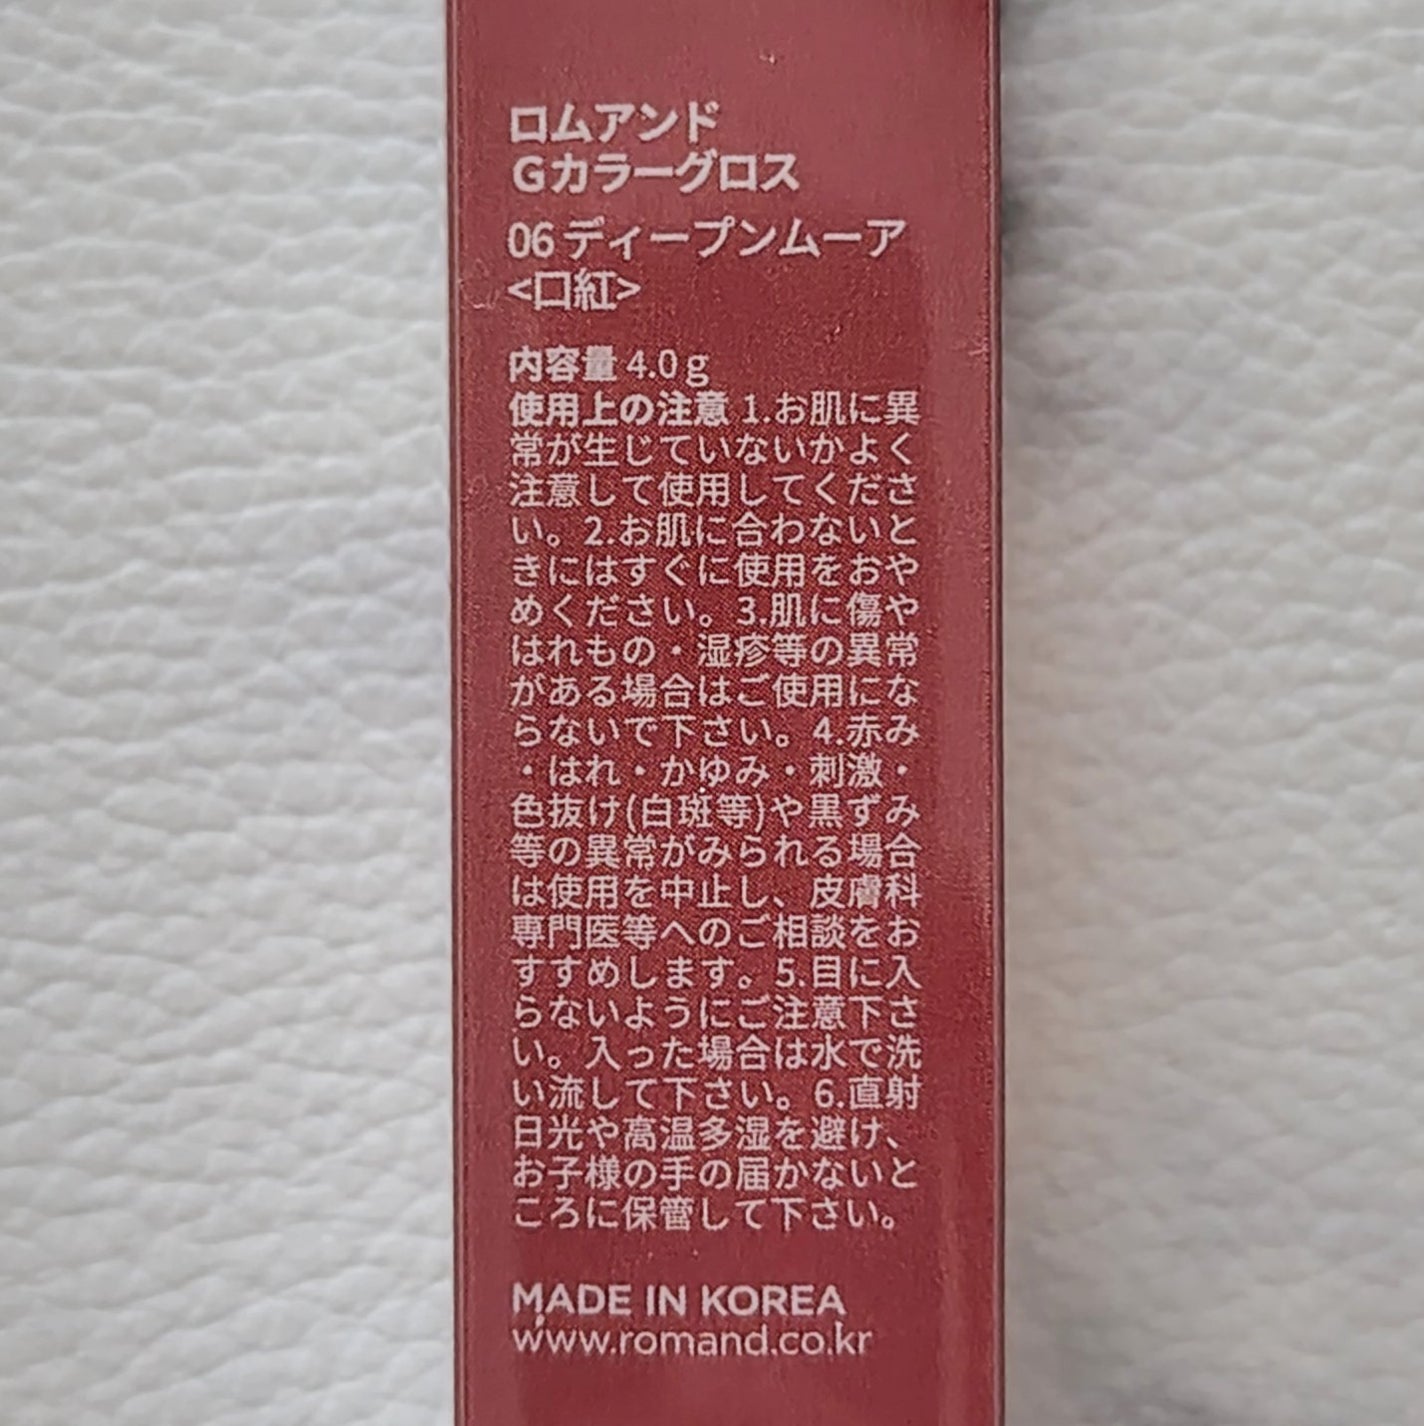 ロムアンド
Gカラーグロス
06 ディープンムーア
<口紅>
内容量 4.0 g
使用上の注意 1.お肌に異
常が生じていないかよく
注意して使用してくださ
い。2.お肌に合わないと
きにはすぐに使用をおや
めください。3.肌に傷や
はれもの・湿疹等の異常
がある場合はご使用にな
らないで下さい。4.赤み
・はれ・かゆみ・刺激・
色抜け(白斑等)や黒ずみ
等の異常がみられる場合
は使用を中止し、皮膚科
専門医等へのご相談をお
すすめします。5.目に入
らないようにご注意下さ
い。入った場合は水で洗
い流して下さい。6.直射
日光や高温多湿を避け、
お子様の手の届かないと
ころに保管して下さい。
MADE IN KOREA
www.romand.co.kr